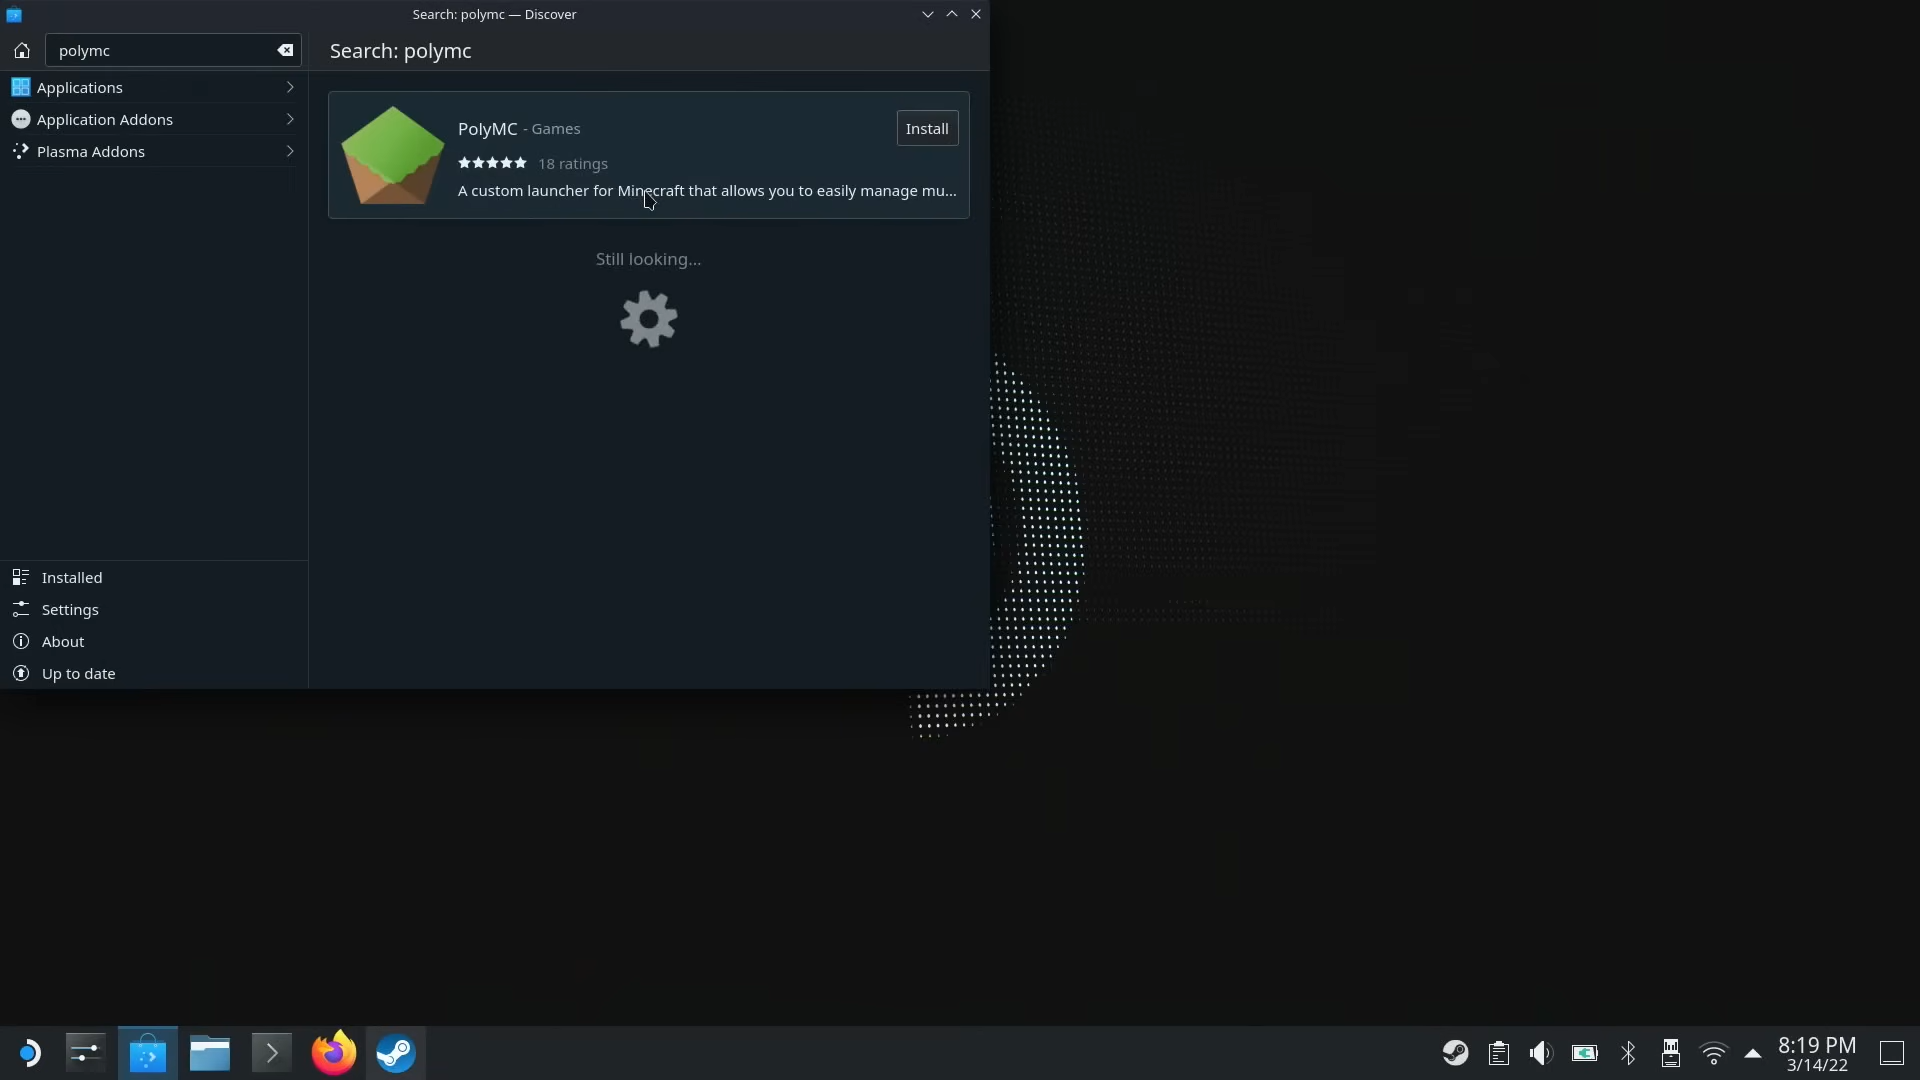 Search: polymc — Discover
polymc
Search: polymc
Applications
Application Addons
Plasma Addons
PolyMC - Games
Install
18 ratings
A custom launcher for Minecraft that allows you to easily manage mu...
Still looking...
Installed
Settings
About
Up to date
8:19 PM
3/14/22